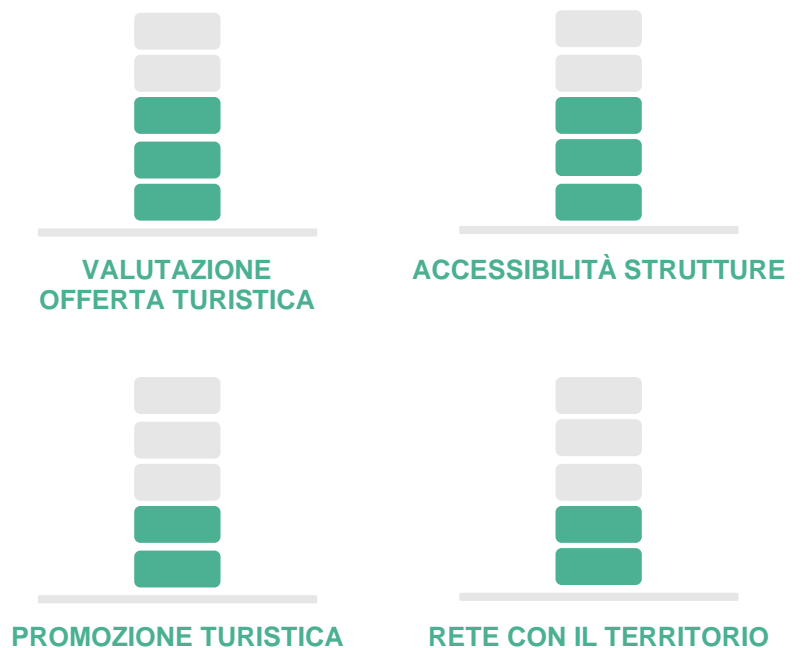 VALUTAZIONE
OFFERTA TURISTICA
ACCESSIBILITÀ STRUTTURE
PROMOZIONE TURISTICA
RETE CON IL TERRITORIO